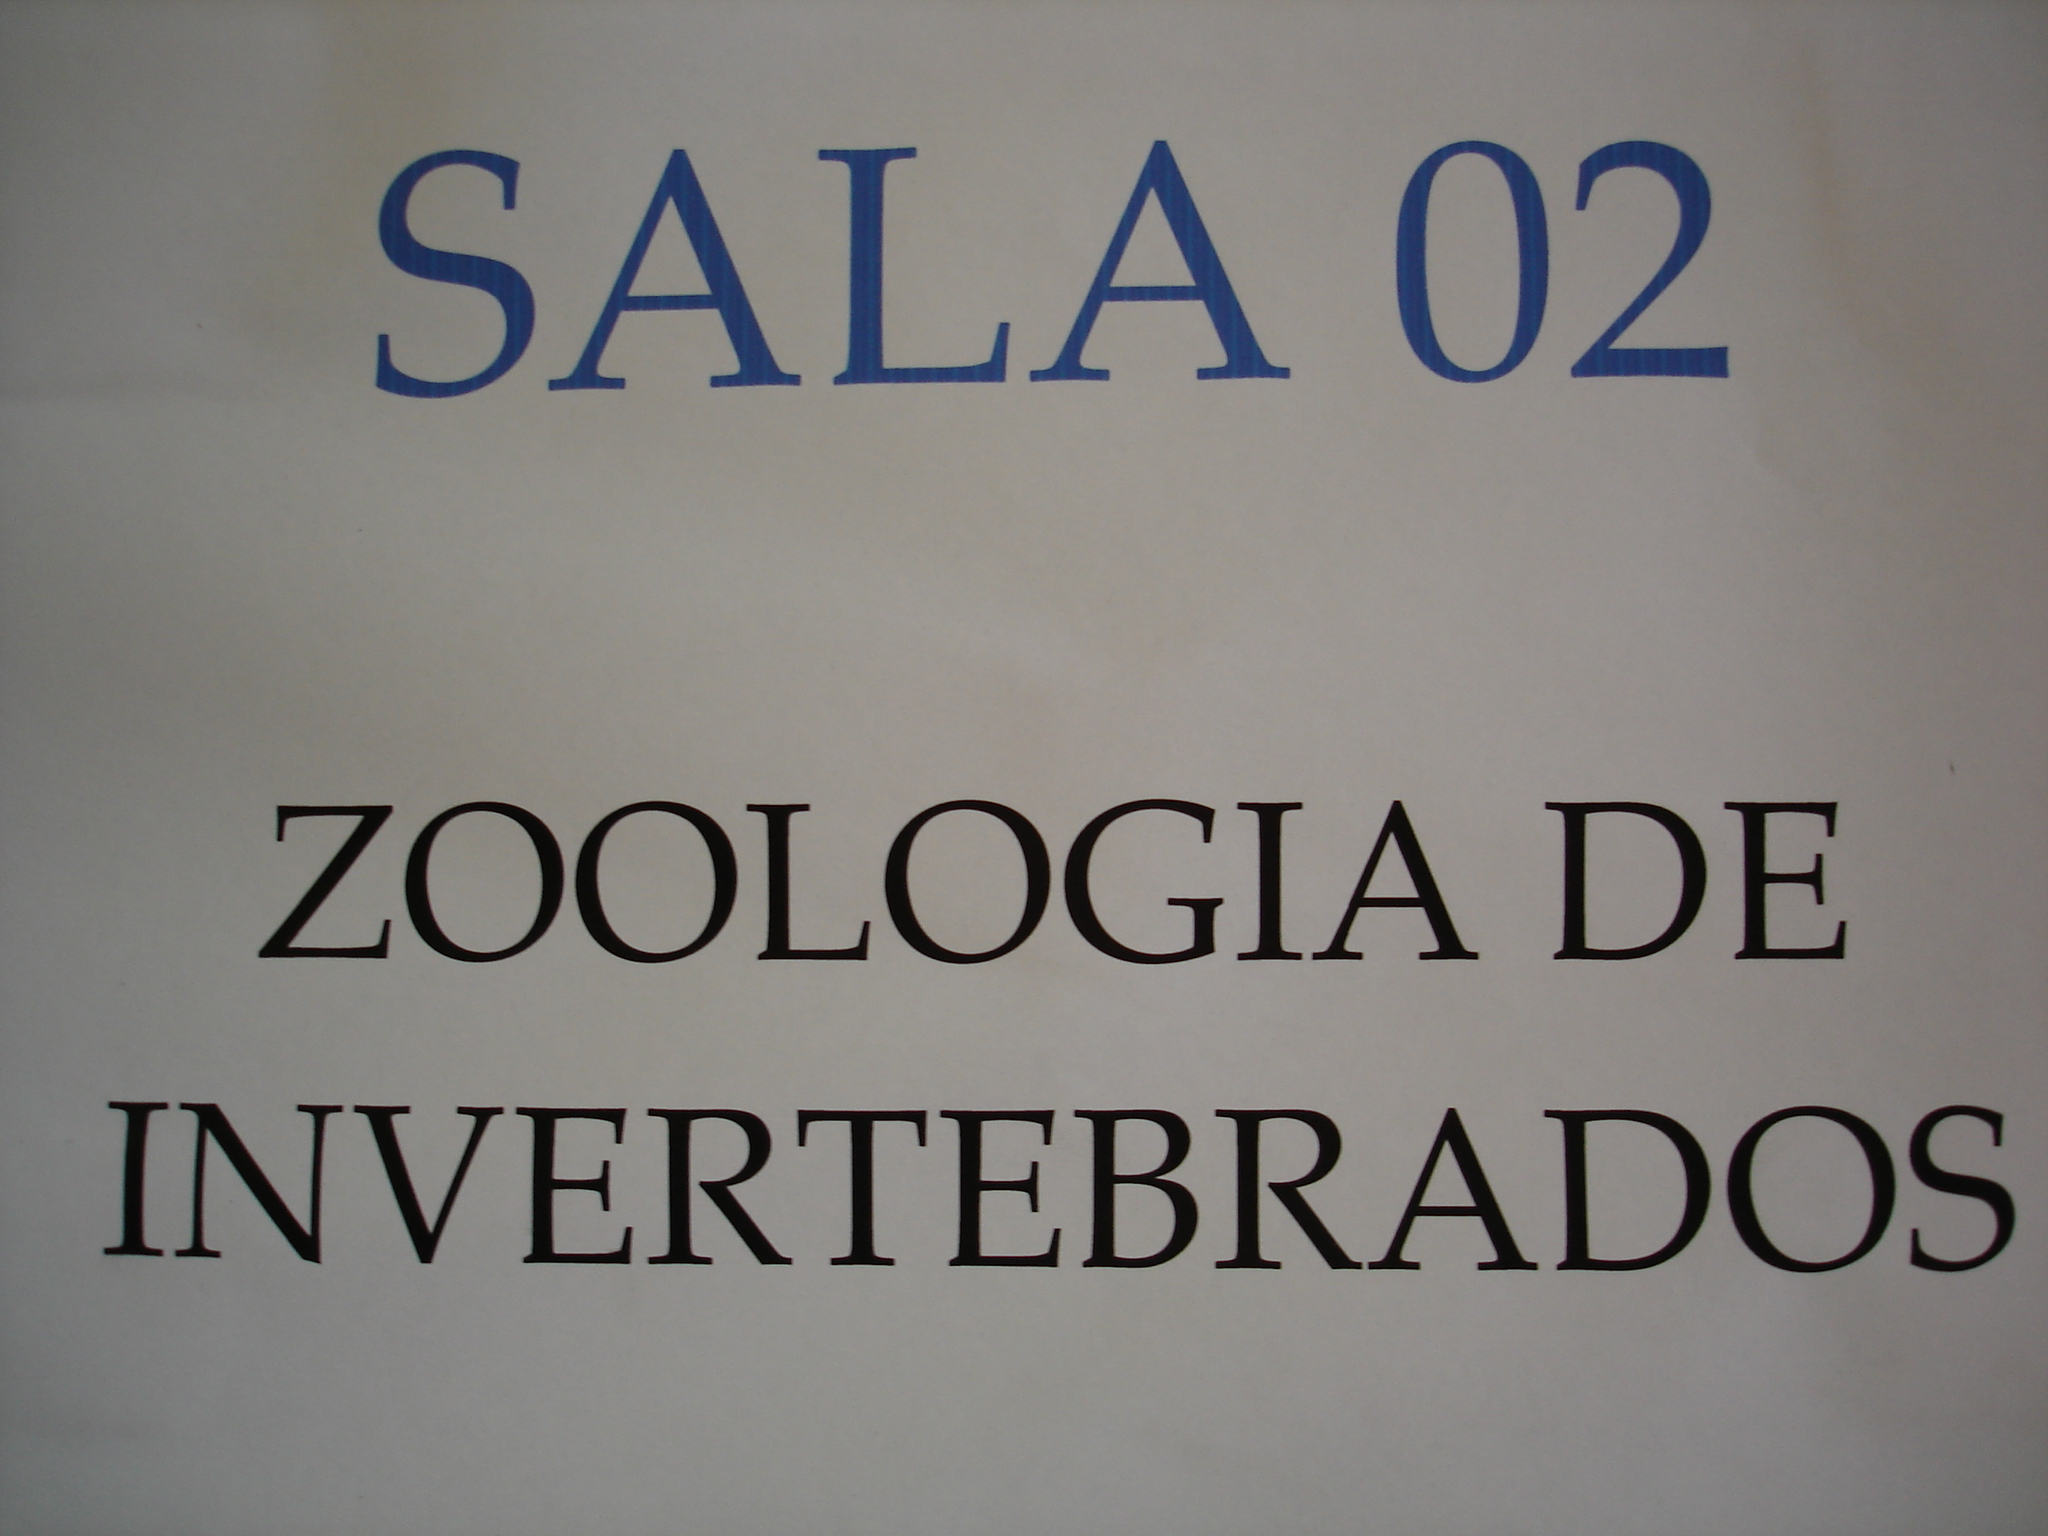 SALA 02
ZOOLOGIA DE
INVERTEBRADOS